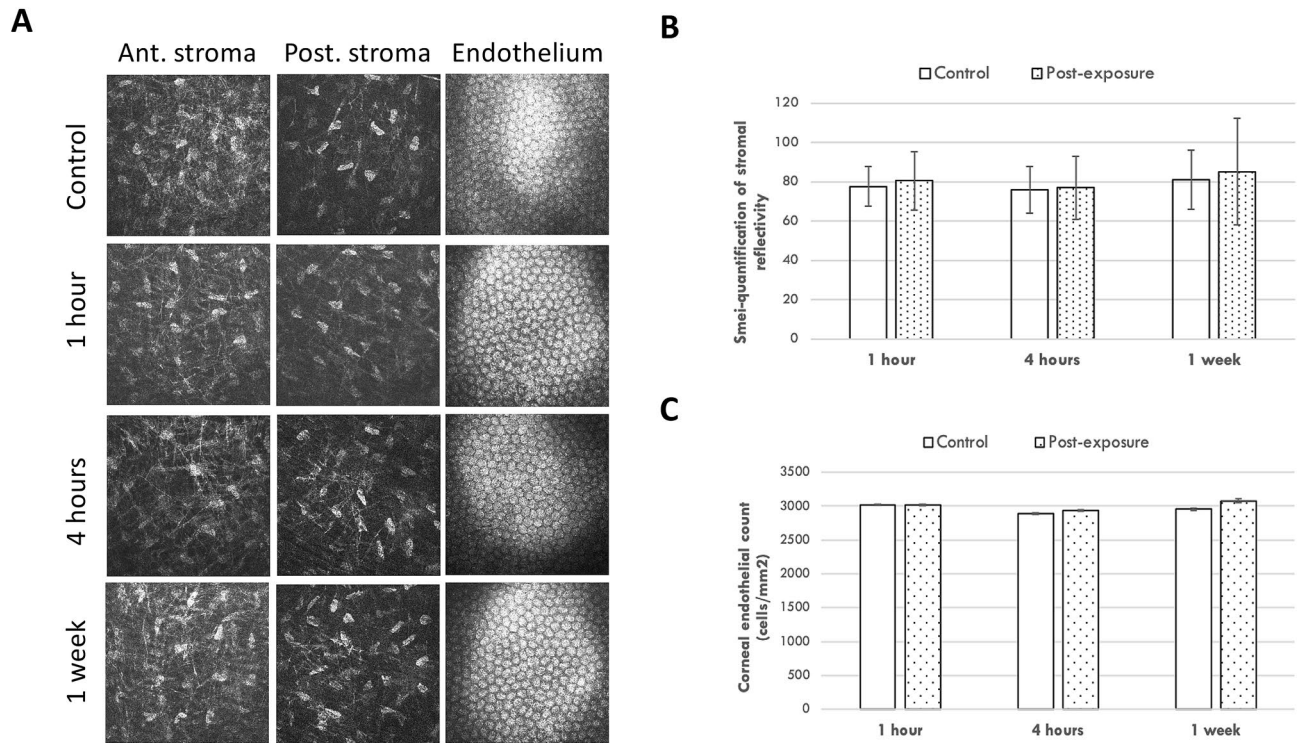 A
Ant. stroma Post. stroma Endothelium
Control
1 hour
4 hours
1 week
B
Control Post-exposure
Smei-quantification of stromal
reflectivity
120
100
80
60
40
20
0
1 hour 4 hours 1 week
C
Control Post-exposure
Corneal endothelial count
(cells/mm2)
3500
3000
2500
2000
1500
1000
500
0
1 hour 4 hours 1 week